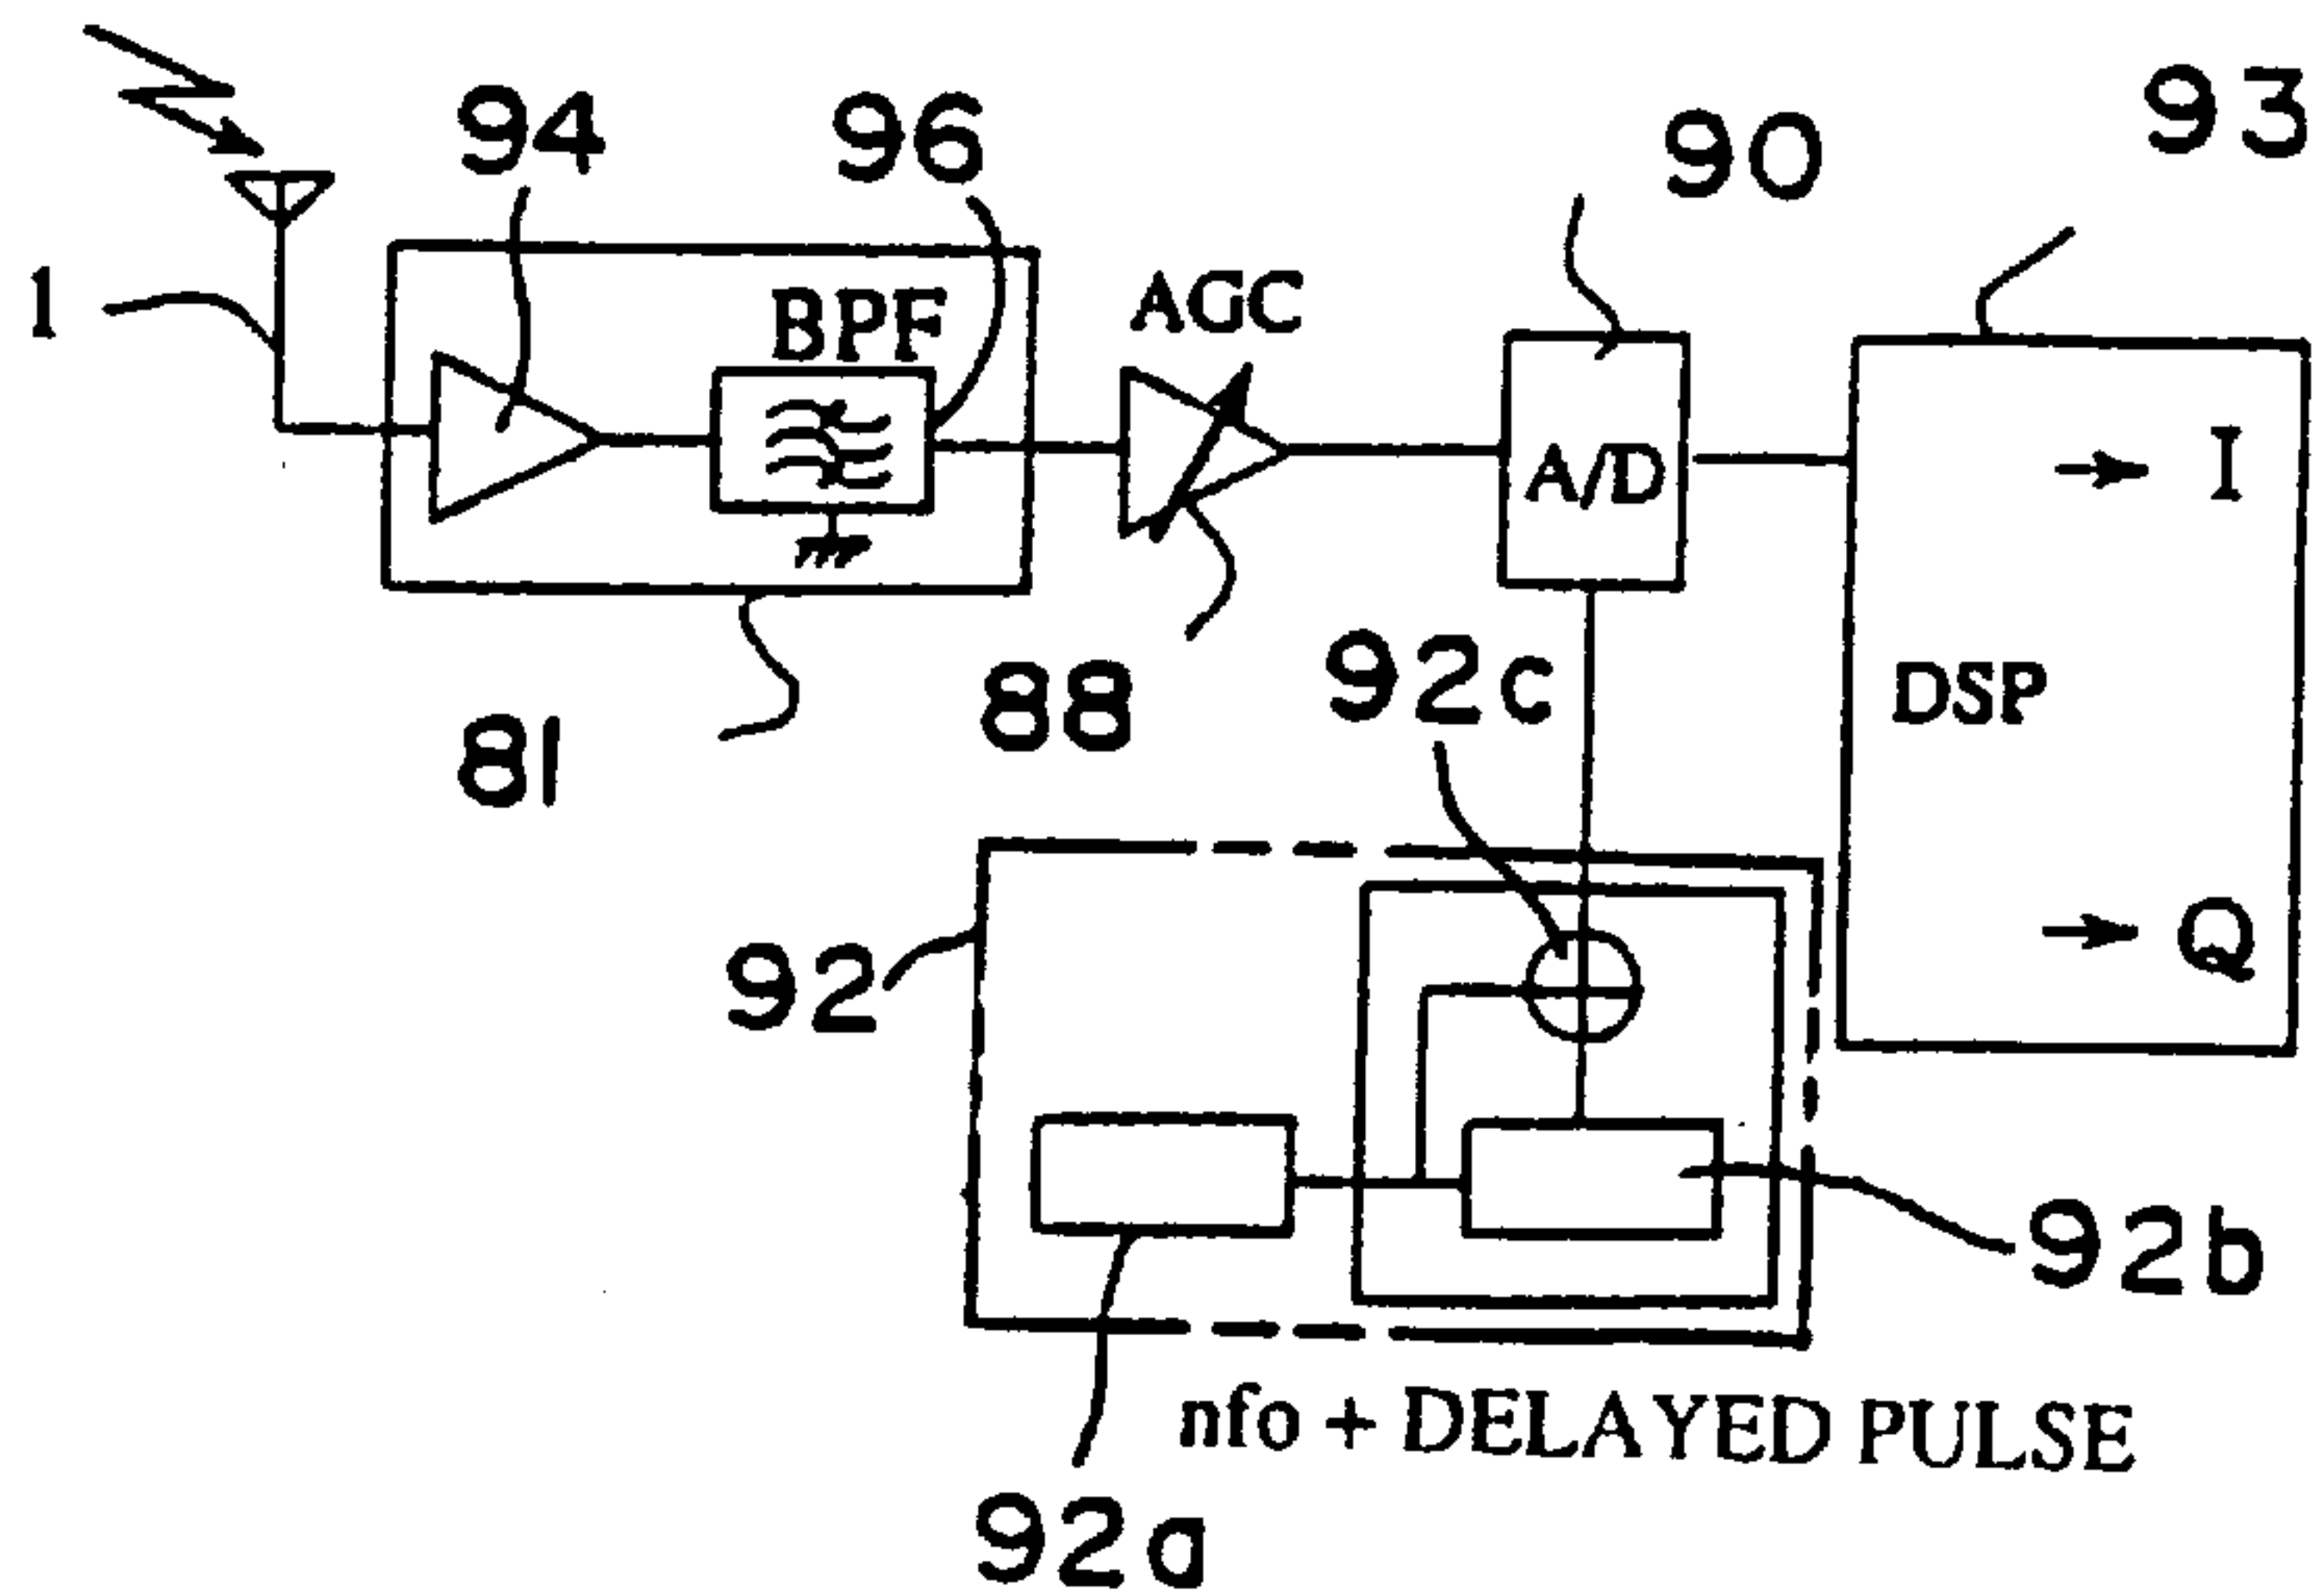 94
96
90
93
1
BPF
AGC
A/D
I
81
88
92c
DSP
92
Q
92b
nfo + DELAYED PULSE
92a